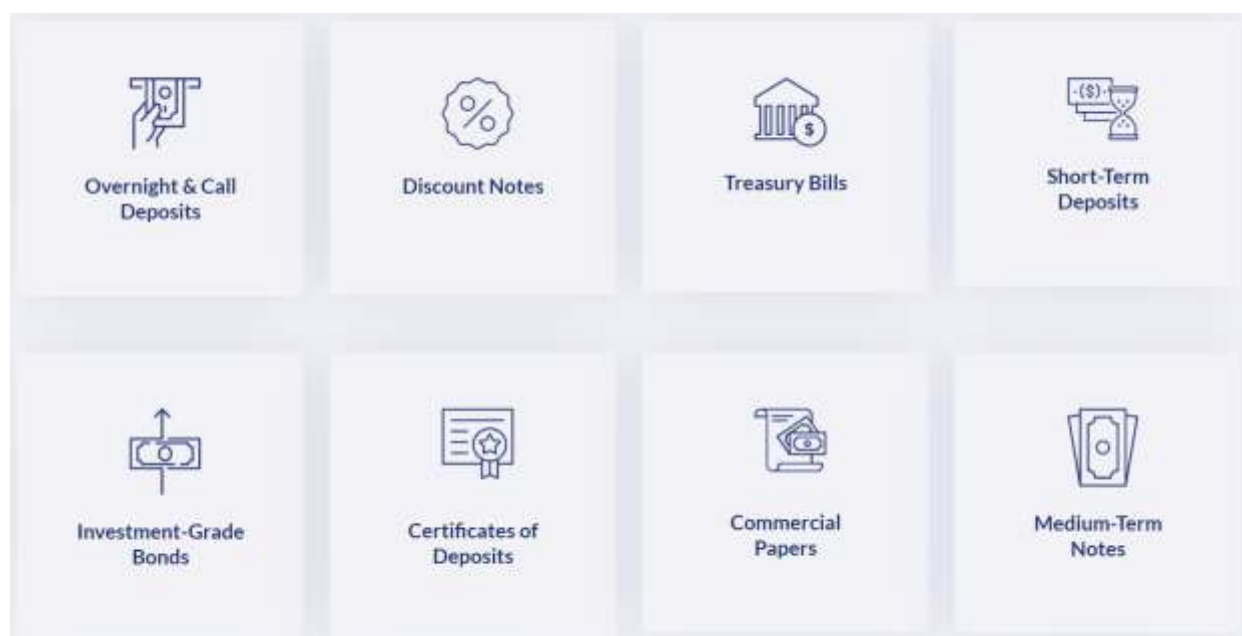 Overnight & Call
Deposits
Discount Notes
Treasury Bills
Short-Term
Deposits
Investment-Grade
Bonds
Certificates of
Deposits
Commercial
Papers
Medium-Term
Notes